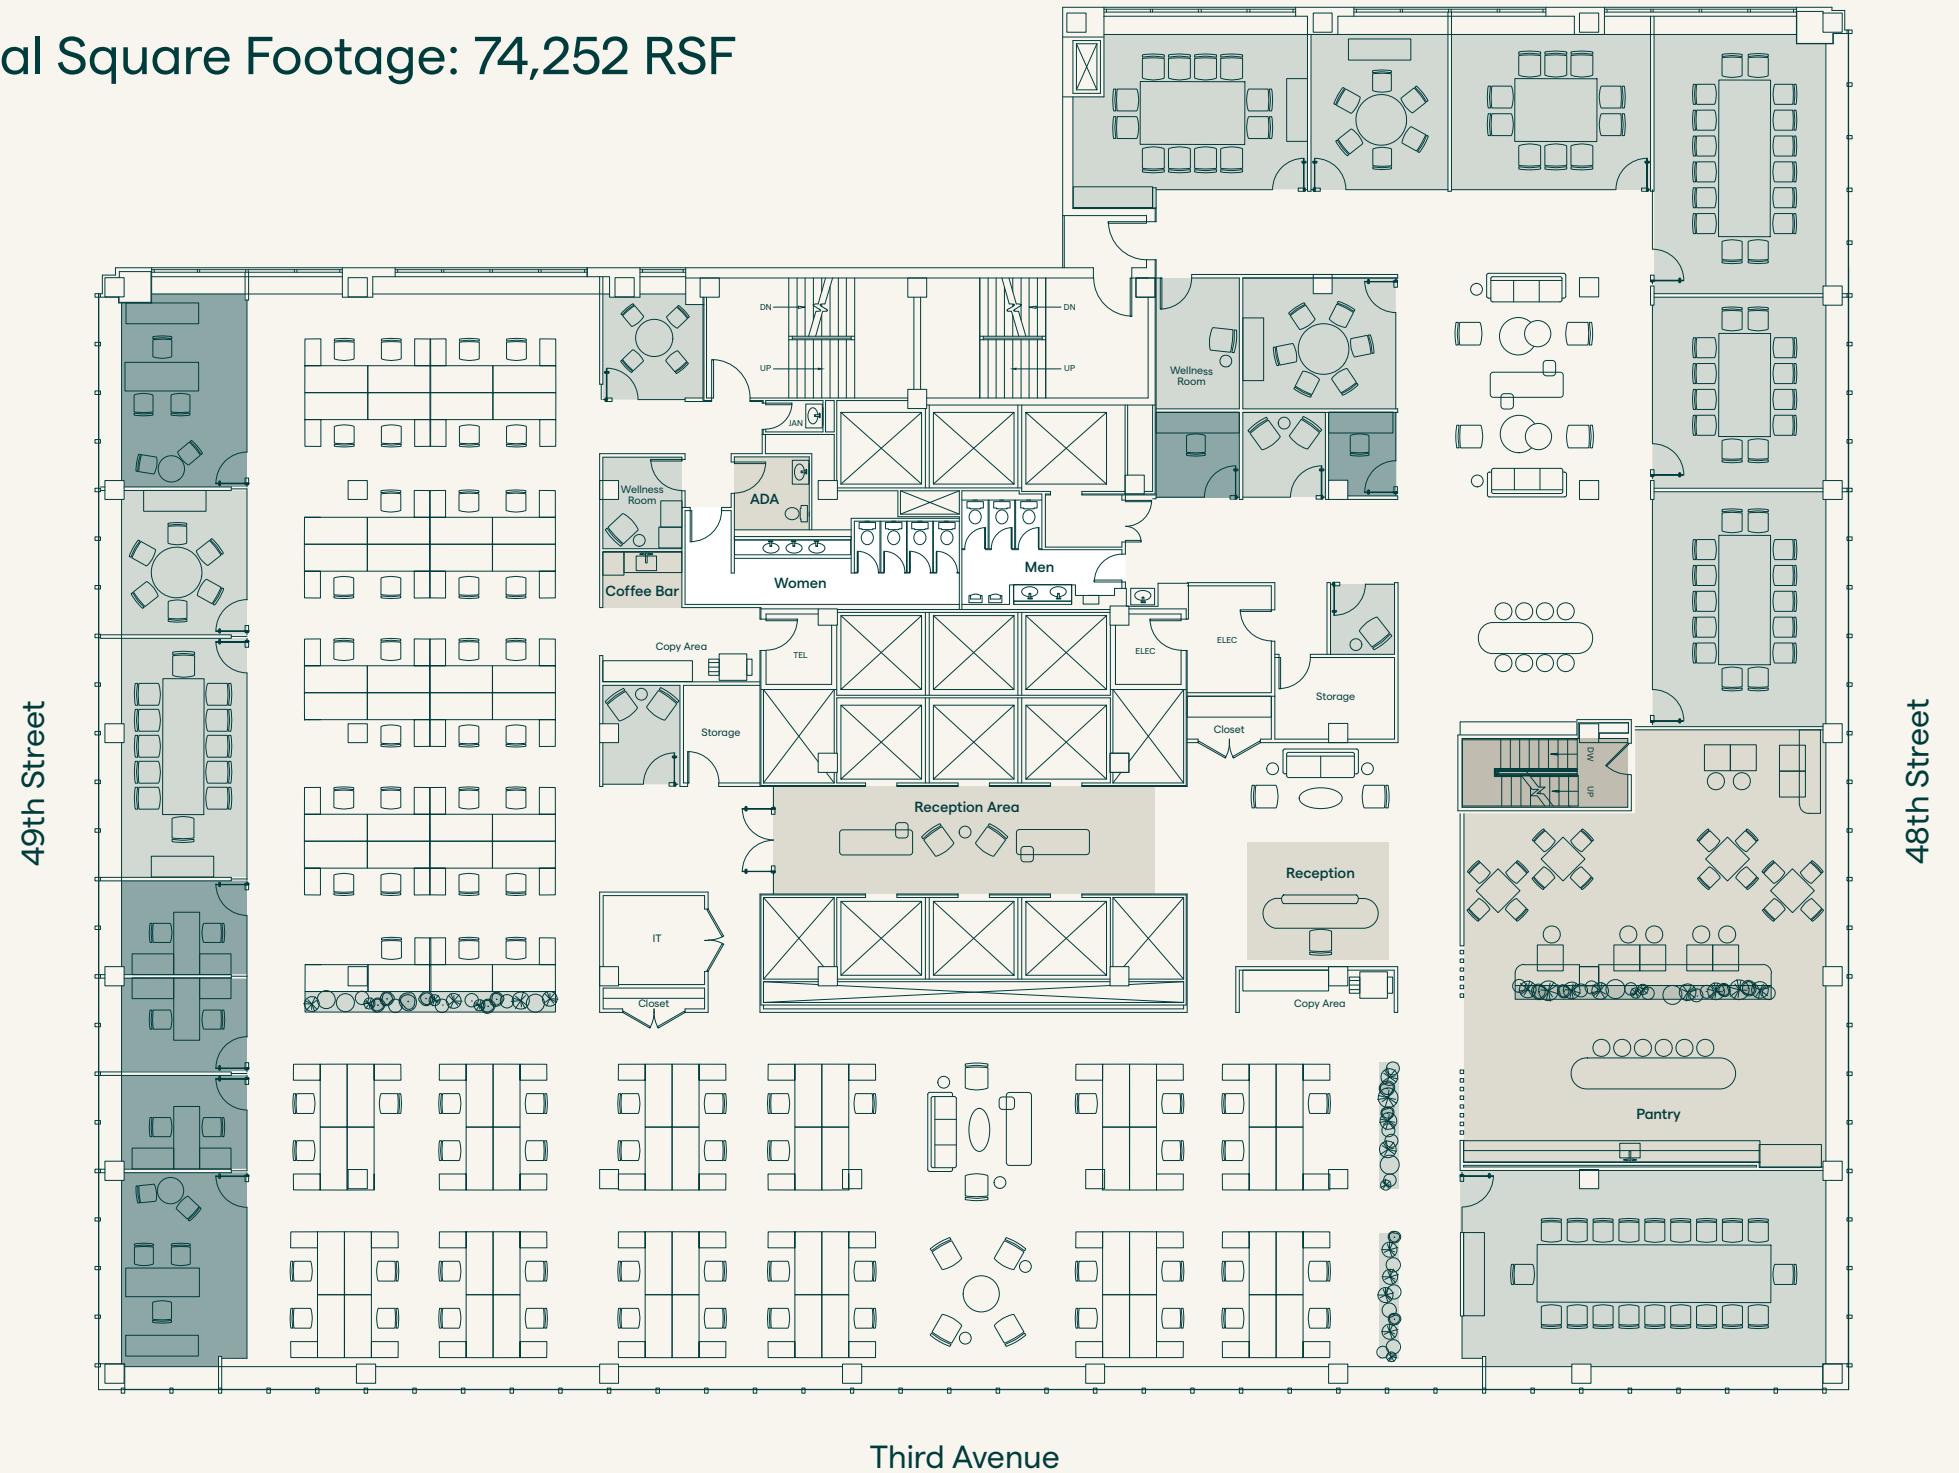 al Square Footage: 74,252 RSF
DN
DN
UP
UP
Wellness
Room
JAN
Wellness
Room
ADA
Women
Men
Coffee Bar
Copy Area
TEL
ELEC
ELEC
Storage
Storage
Closet
DW
UP
Reception Area
Reception
IT
Closet
Copy Area
Pantry
49th Street
48th Street
Third Avenue